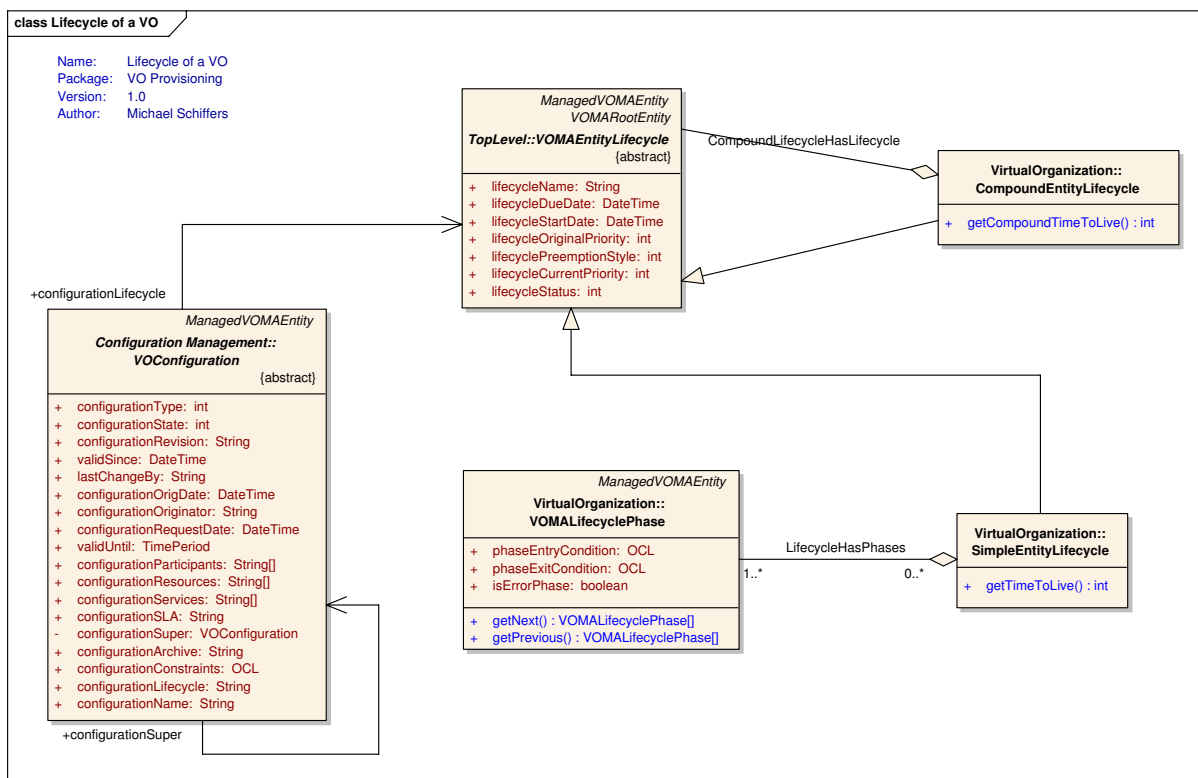 class Lifecycle of a VO
Name: Lifecycle of a VO
Package: VO Provisioning
Version: 1.0
Author: Michael Schiffers
ManagedVOMAEntity
VOMARootEntity
TopLevel::VOMAEntityLifecycle
{abstract}
+ lifecycleName: String
+ lifecycleDueDate: DateTime
+ lifecycleStartDate: DateTime
+ lifecycleOriginalPriority: int
+ lifecyclePreemptionStyle: int
+ lifecycleCurrentPriority: int
+ lifecycleStatus: int
CompoundLifecycleHasLifecycle
VirtualOrganization::
CompoundEntityLifecycle
+ getCompoundTimeToLive() : int
+configurationLifecycle
ManagedVOMAEntity
Configuration Management::
VOConfiguration
{abstract}
+ configurationType: int
+ configurationState: int
+ configurationRevision: String
+ validSince: DateTime
+ lastChangeBy: String
+ configurationOrigDate: DateTime
+ configurationOriginator: String
+ configurationRequestDate: DateTime
+ validUntil: TimePeriod
+ configurationParticipants: String[]
+ configurationResources: String[]
+ configurationServices: String[]
+ configurationSLA: String
- configurationSuper: VOConfiguration
+ configurationArchive: String
+ configurationConstraints: OCL
+ configurationLifecycle: String
+ configurationName: String
+configurationSuper
ManagedVOMAEntity
VirtualOrganization::
VOMALifecyclePhase
+ phaseEntryCondition: OCL
+ phaseExitCondition: OCL
+ isErrorPhase: boolean
+ getNext() : VOMALifecyclePhase[]
+ getPrevious() : VOMALifecyclePhase[]
LifecycleHasPhases
1..* 0..*
VirtualOrganization::
SimpleEntityLifecycle
+ getTimeToLive() : int